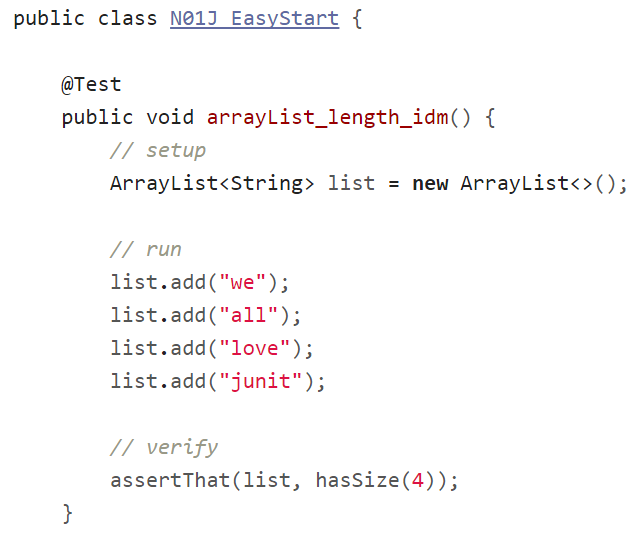 public class N01J_EasyStart {
@Test
public void arrayList_length_idm() {
// setup
ArrayList<String> list = new ArrayList<>();
// run
list.add("we");
list.add("all");
list.add("love");
list.add("junit");
// verify
assertThat(list, hasSize(4));
}